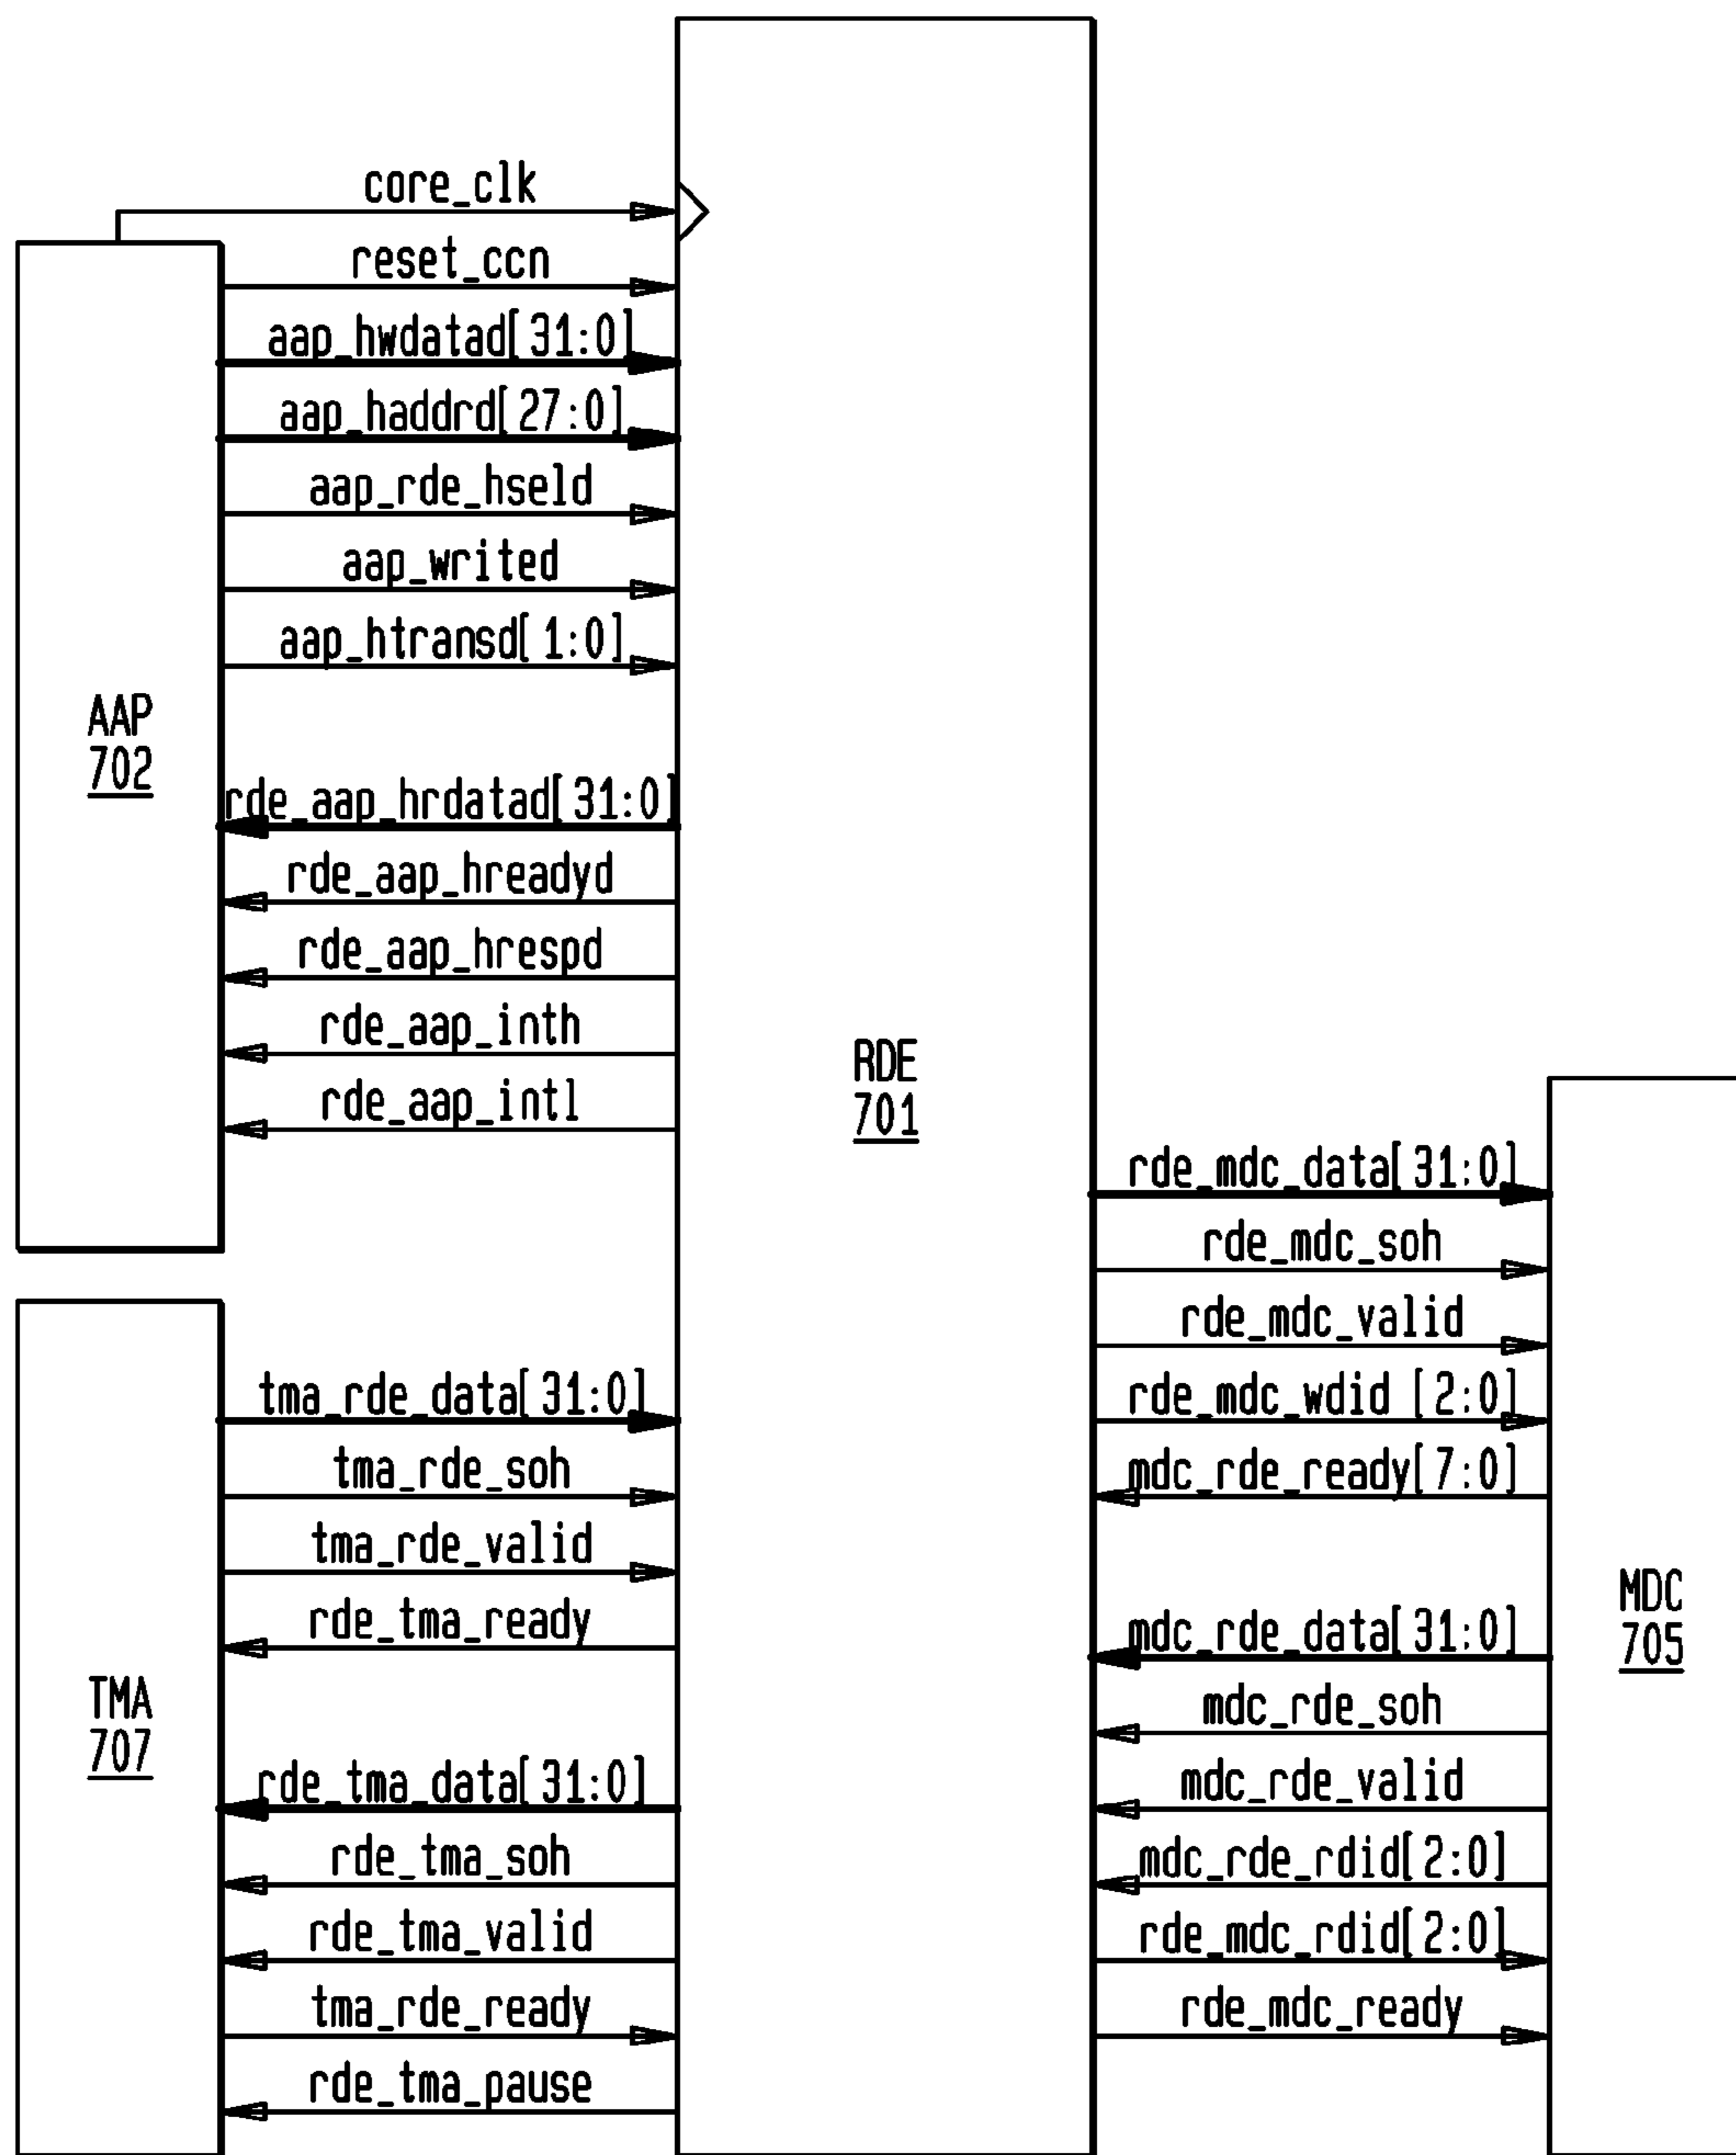 core_clk
reset_ccn
aap_hwdatad[31:0]
aap_haddrd[27:0]
aap_rde_hseld
aap_writed
aap_htransd[1:0]
AAP
702
rde_aap_hrdatad[31:0]
rde_aap_hreadyd
rde_aap_hrespd
rde_aap_inth
rde_aap_intl
RDE
701
rde_mdc_data[31:0]
rde_mdc_soh
rde_mdc_valid
rde_mdc_wdid [2:0]
mdc_rde_ready[7:0]
mdc_rde_data[31:0]
mdc_rde_soh
mdc_rde_valid
mdc_rde_rdid[2:0]
rde_mdc_rdid[2:0]
rde_mdc_ready
MDC
705
tma_rde_data[31:0]
tma_rde_soh
tma_rde_valid
rde_tma_ready
TMA
707
rde_tma_data[31:0]
rde_tma_soh
rde_tma_valid
tma_rde_ready
rde_tma_pause